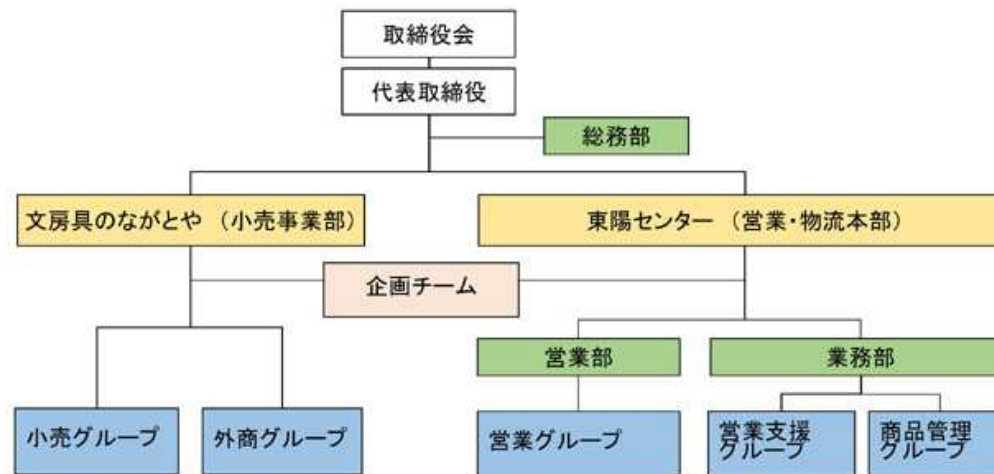 取締役会
代表取締役
総務部
文房具のながとや （小売事業部）
東陽センター （営業・物流本部）
企画チーム
営業部
業務部
小売グループ
外商グループ
営業グループ
営業支援
グループ
商品管理
グループ